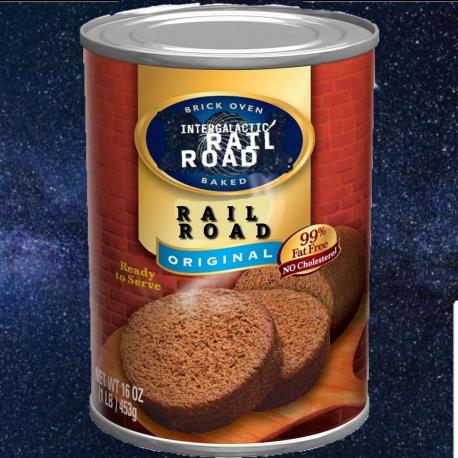 BRICK OVEN
INTERGALACTIC
RAIL
ROAD
BAKED
RAIL
ROAD
ORIGINAL
99%
Fat Free
NO Cholesterol
Ready
to Serve
NET WT 16 OZ
(1 LB) 453g